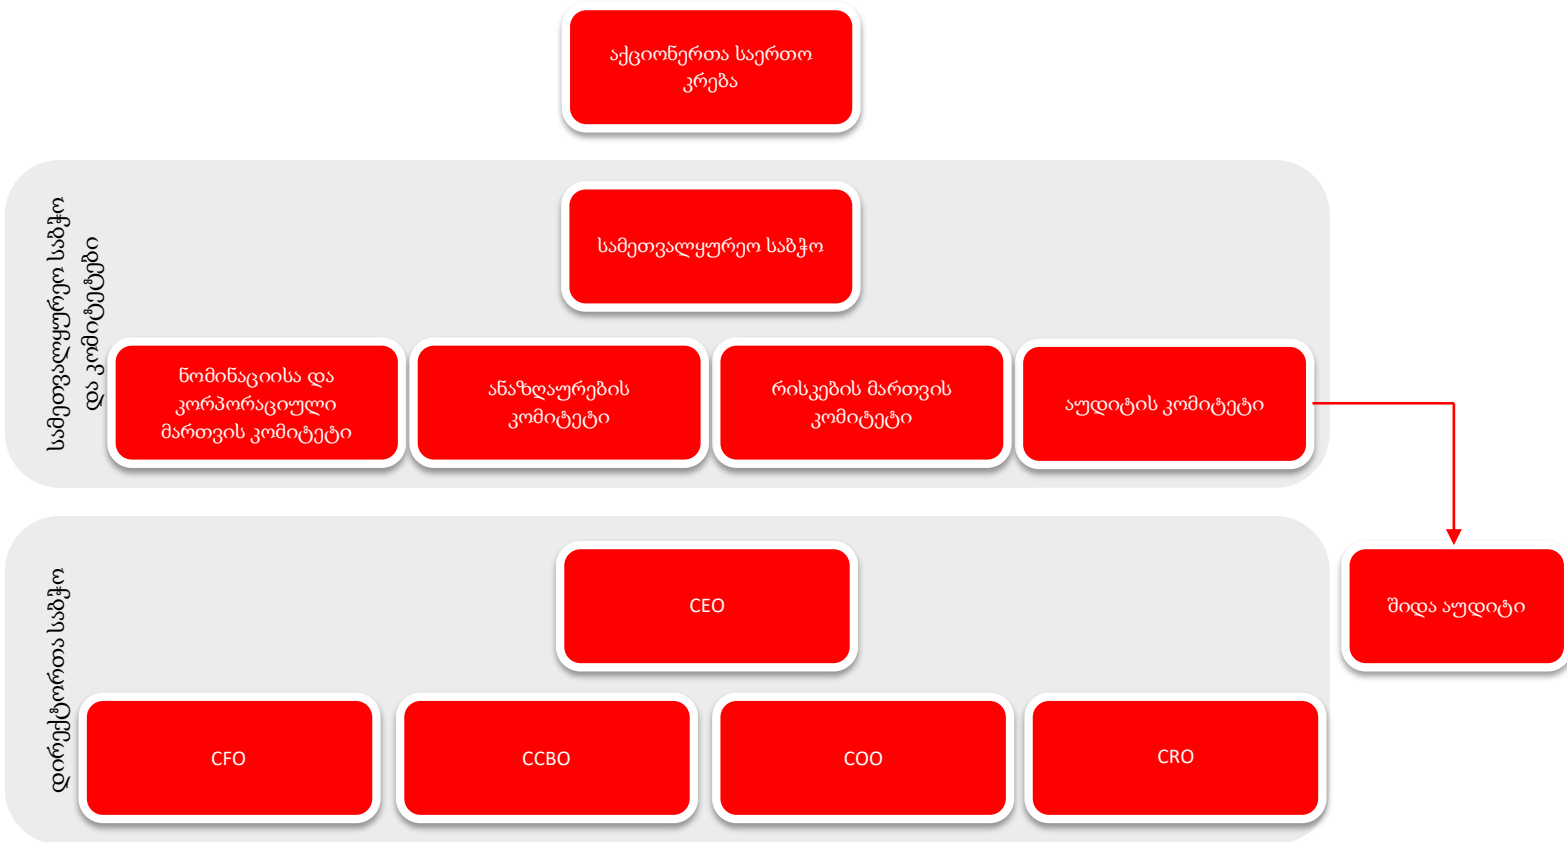 აქციონერთა საერთო
კრება
სამეთვალყურეო საბჭო
და კომიტეტები
სამეთვალყურეო საბჭო
ნომინაციისა და
კორპორაციული
მართვის კომიტეტი
ანაზღაურების
კომიტეტი
რისკების მართვის
კომიტეტი
აუდიტის კომიტეტი
დირექტორთა საბჭო
CEO
შიდა აუდიტი
CFO
CCBO
COO
CRO